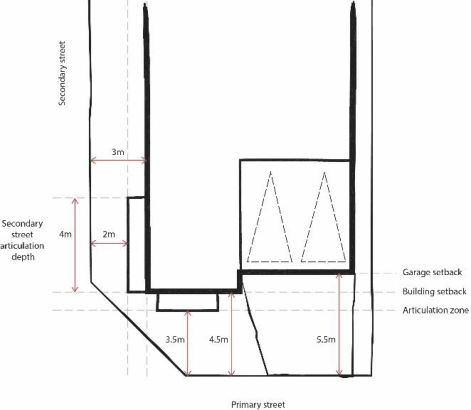 Secondary street
3m
Secondary
street
articulation
depth
4m
2m
Garage setback
Building setback
Articulation zone
3.5m
4.5m
5.5m
Primary street